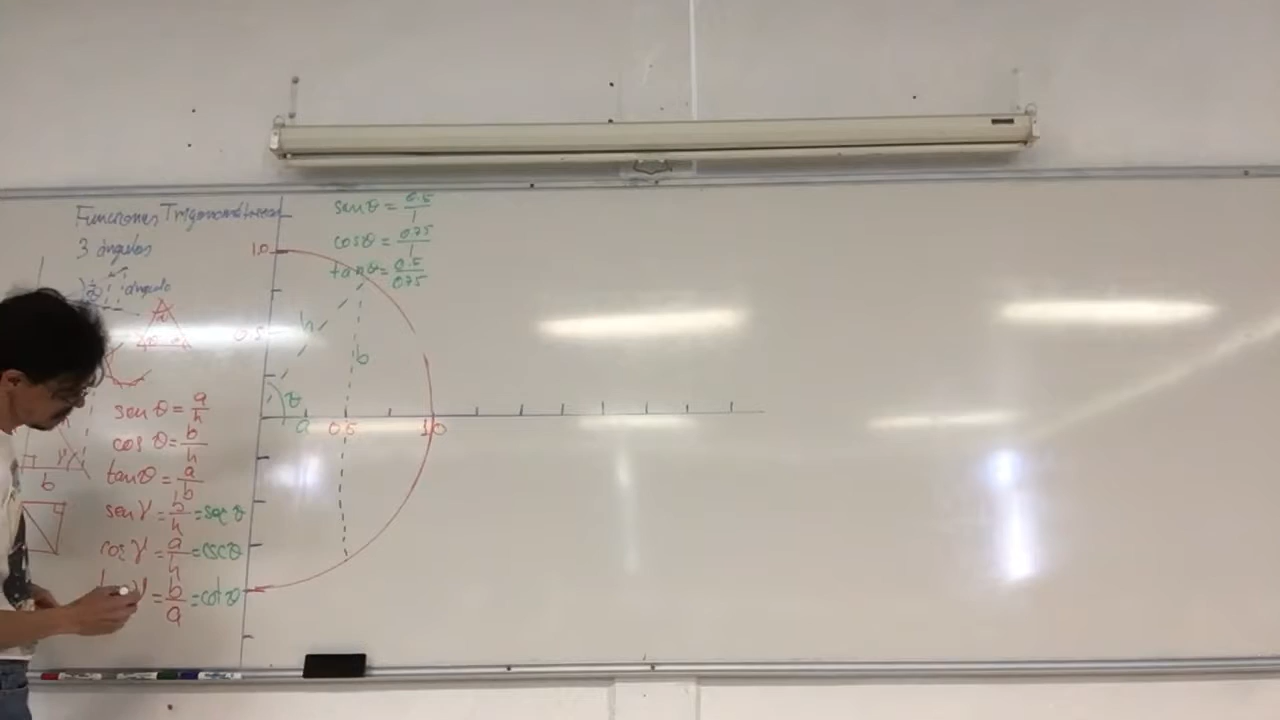 Funciones Trigonométricas
3 ángulos
ángulo
sen θ = a/h
cos θ = b/h
tan θ = a/b
sen γ = b/h = sec θ
cos γ = a/h = csc θ
γ = b/a = cot θ
b
sen θ = 0.5/1
cos θ = 0.75/1
tan θ = 0.5/0.75
1.0
0.5
h
b
θ
a
0.5
1.0